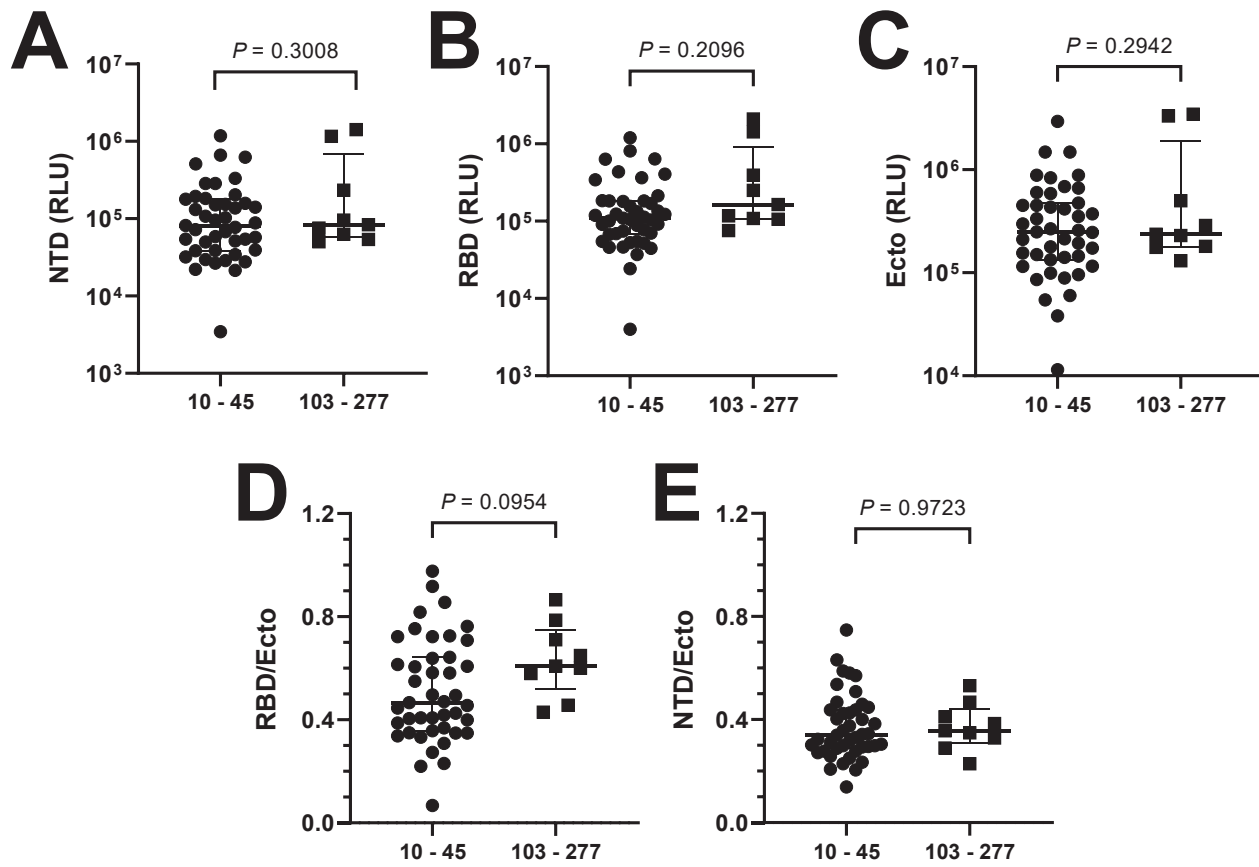 A
P = 0.3008
NTD (RLU)
10⁷
10⁶
10⁵
10⁴
10³
10 - 45
103 - 277
B
P = 0.2096
RBD (RLU)
10⁷
10⁶
10⁵
10⁴
10³
10 - 45
103 - 277
C
P = 0.2942
Ecto (RLU)
10⁷
10⁶
10⁵
10⁴
10 - 45
103 - 277
D
P = 0.0954
RBD/Ecto
1.2
0.8
0.4
0.0
10 - 45
103 - 277
E
P = 0.9723
NTD/Ecto
1.2
0.8
0.4
0.0
10 - 45
103 - 277